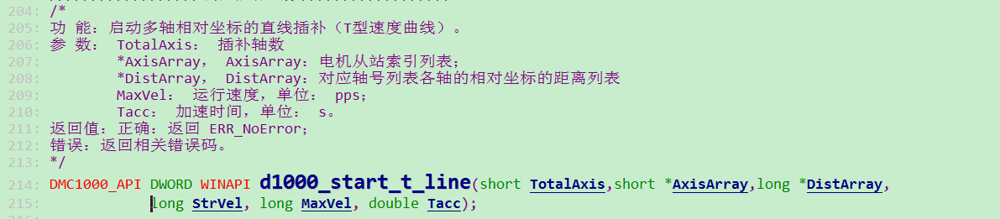 204: /*
205: 功 能：启动多轴相对坐标的直线插补（T型速度曲线）。
206: 参 数： TotalAxis： 插补轴数
207: *AxisArray， AxisArray：电机从站索引列表；
208: *DistArray， DistArray：对应轴号列表各轴的相对坐标的距离列表
209: MaxVel： 运行速度，单位： pps；
210: Tacc： 加速时间，单位： s。
211: 返回值：正确：返回 ERR_NoError；
212: 错误：返回相关错误码。
213: */
214: DMC1000_API DWORD WINAPI d1000_start_t_line(short TotalAxis,short *AxisArray,long *DistArray,
215: long StrVel, long MaxVel, double Tacc);